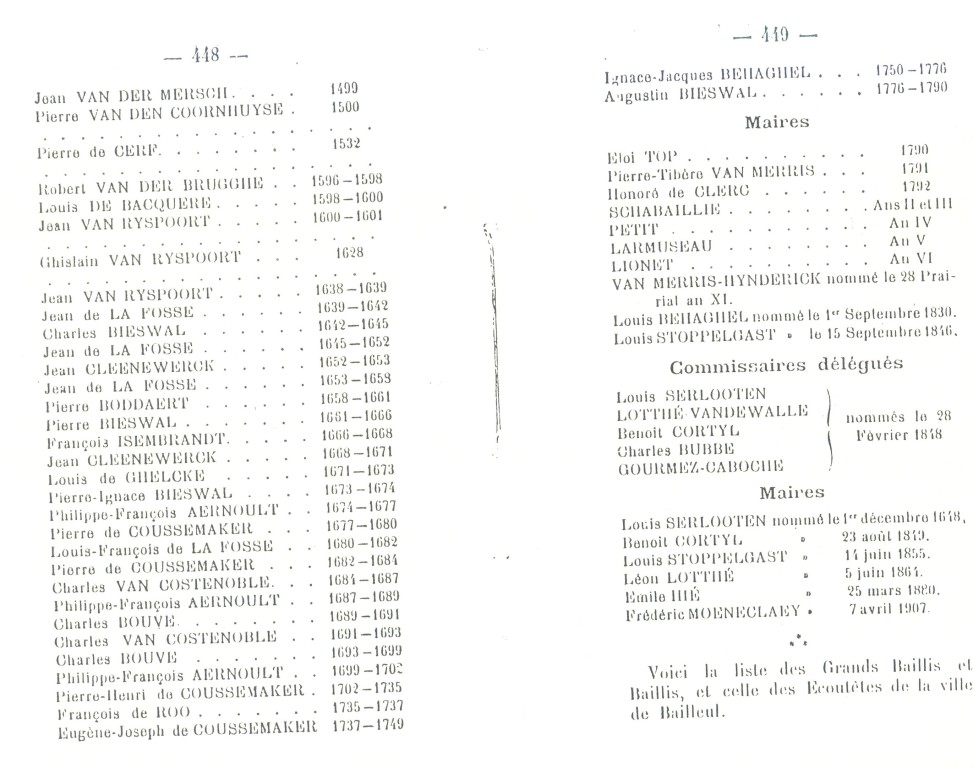 — 448 —
Jean VAN DER MERSCH. . . . 1499
Pierre VAN DEN COORNHUYSE . 1500
. . . . . . . . . . . . . . .
Pierre de CERF. . . . . . . 1532
. . . . . . . . . . . . . . .
Robert VAN DER BRUGGHE . . 1596—1598
Louis DE BACQUERE. . . . . 1598—1600
Jean VAN RYSPOORT . . . . . 1600—1601
. . . . . . . . . . . . . . .
Ghislain VAN RYSPOORT . . . 1628
. . . . . . . . . . . . . . .
Jean VAN RYSPOORT. . . . . 1638—1639
Jean de LA FOSSE . . . . . . 1639—1642
Charles BIESWAL . . . . . . 1642—1645
Jean de LA FOSSE . . . . . . 1645—1652
Jean CLEENEWERCK . . . . . 1652—1653
Jean de LA FOSSE . . . . . . 1653—1658
Pierre BODDAERT . . . . . . 1658—1661
Pierre BIESWAL . . . . . . . 1661—1666
François ISEMBRANDT. . . . . 1666—1668
Jean CLEENEWERCK . . . . . 1668—1671
Louis de GHELCKE . . . . . 1671—1673
Pierre-Ignace BIESWAL . . . . 1673—1674
Philippe-François AERNOULT . . 1674—1677
Pierre de COUSSEMAKER . . . 1677—1680
Louis-François de LA FOSSE . . 1680—1682
Pierre de COUSSEMAKER . . . 1682—1684
Charles VAN COSTENOBLE. . . 1684—1687
Philippe-François AERNOULT . . 1687—1689
Charles BOUVE. . . . . . . 1689—1691
Charles VAN COSTENOBLE . . 1691—1693
Charles BOUVE . . . . . . . 1693—1699
Philippe-François AERNOULT . . 1699—1702
Pierre-Henri de COUSSEMAKER . 1702—1735
François de ROO . . . . . . . 1735—1737
Eugène-Joseph de COUSSEMAKER 1737—1749
— 449 —
Ignace-Jacques BEHAGHEL . . . 1750—1776
Augustin BIESWAL . . . . . . 1776—1790
Maires
Eloi TOP . . . . . . . . . 1790
Pierre-Tibère VAN MERRIS . . . 1791
Honoré de CLERC . . . . . . 1792
SCHABAILLIE . . . . . . . . Ans II et III
PETIT . . . . . . . . . . An IV
LARMUSEAU . . . . . . . An V
LIONET . . . . . . . . . An VI
VAN MERRIS-HYNDERICK nommé le 28 Prai-
rial an XI.
Louis BEHAGHEL nommé le 1er Septembre 1830.
Louis STOPPELGAST » le 15 Septembre 1846.
Commissaires délégués
Louis SERLOOTEN
LOTTHÉ-VANDEWALLE
Benoit CORTYL
Charles BUBBE
GOURMEZ-CABOCHE
nommés le 28
Février 1848
Maires
Louis SERLOOTEN nommé le 1er décembre 1648.
Benoit CORTYL » 23 août 1849.
Louis STOPPELGAST » 14 juin 1855.
Léon LOTTHÉ » 5 juin 1864.
Emile HIÉ » 25 mars 1880.
Frédéric MOENECLAEY » 7 avril 1907.
Voici la liste des Grands Baillis et
Baillis, et celle des Ecoutètes de la ville
de Bailleul.